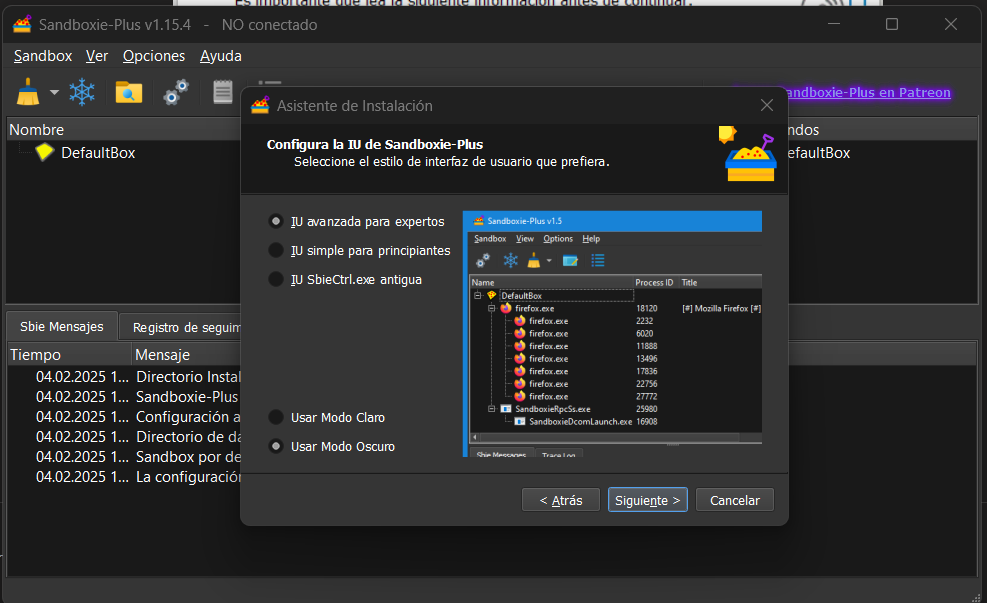 Es importante que lea la siguiente información antes de continuar.
Sandboxie-Plus v1.15.4 - NO conectado
Sandbox Ver Opciones Ayuda
andboxie-Plus en Patreon
Nombre
ndos
DefaultBox
efaultBox
Asistente de Instalación
Configura la IU de Sandboxie-Plus
Seleccione el estilo de interfaz de usuario que prefiera.
IU avanzada para expertos
IU simple para principiantes
IU SbieCtrl.exe antigua
Usar Modo Claro
Usar Modo Oscuro
Sandboxie-Plus v1.5
Sandbox View Options Help
Name Process ID Title
DefaultBox
firefox.exe 18120 [#] Mozilla Firefox [#]
firefox.exe 2232
firefox.exe 6020
firefox.exe 11888
firefox.exe 13496
firefox.exe 17836
firefox.exe 22756
firefox.exe 27772
SandboxieRpcSs.exe 25980
SandboxieDcomLaunch.exe 16908
Sbie Messages Trace Log
< Atrás Siguiente > Cancelar
Sbie Mensajes Registro de seguim
Tiempo Mensaje
04.02.2025 1... Directorio Instal
04.02.2025 1... Sandboxie-Plus
04.02.2025 1... Configuración a
04.02.2025 1... Directorio de da
04.02.2025 1... Sandbox por de
04.02.2025 1... La configuración